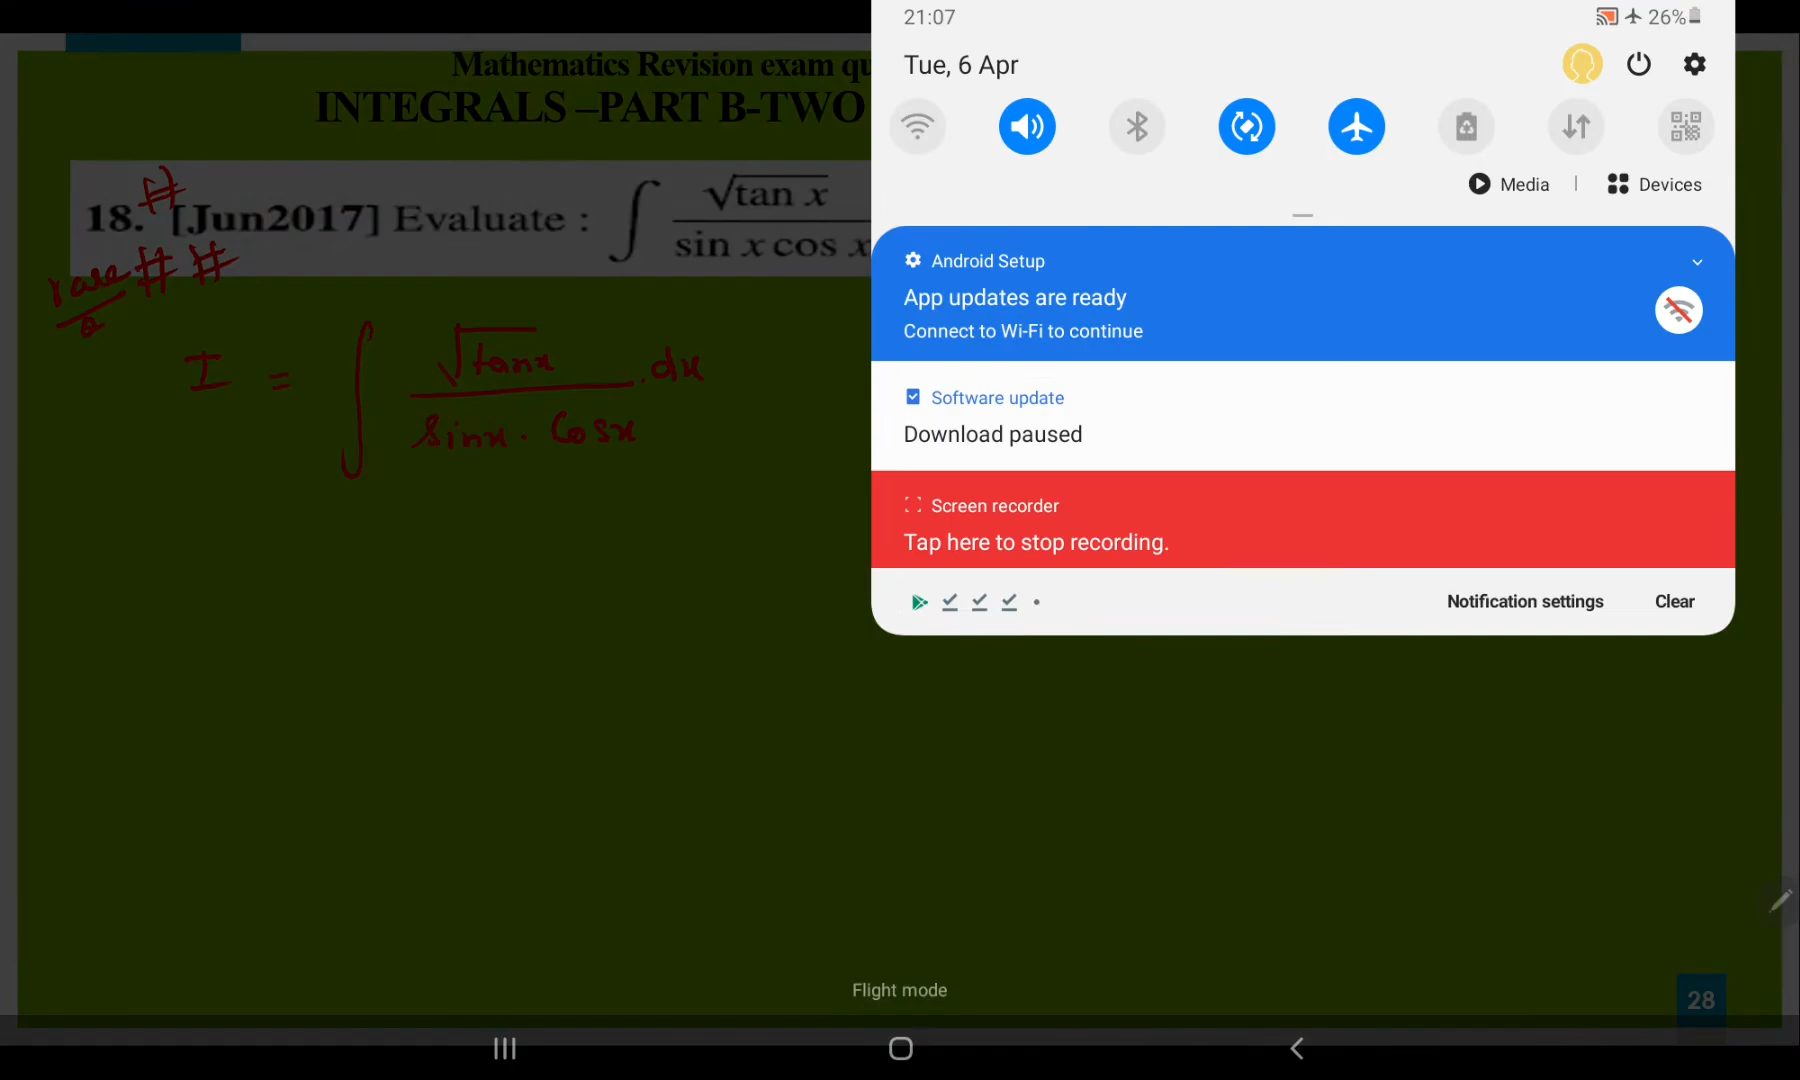 21:07
26%
Tue, 6 Apr
Mathematics Revision exam qu
INTEGRALS –PART B-TWO
Media | Devices
#
18. [Jun2017] Evaluate : ∫ √tan x / sin x cos x
# #
I = ∫ √tanx / sinx . Cosx . dx
Android Setup
App updates are ready
Connect to Wi-Fi to continue
Software update
Download paused
Screen recorder
Tap here to stop recording.
Notification settings Clear
Flight mode
28